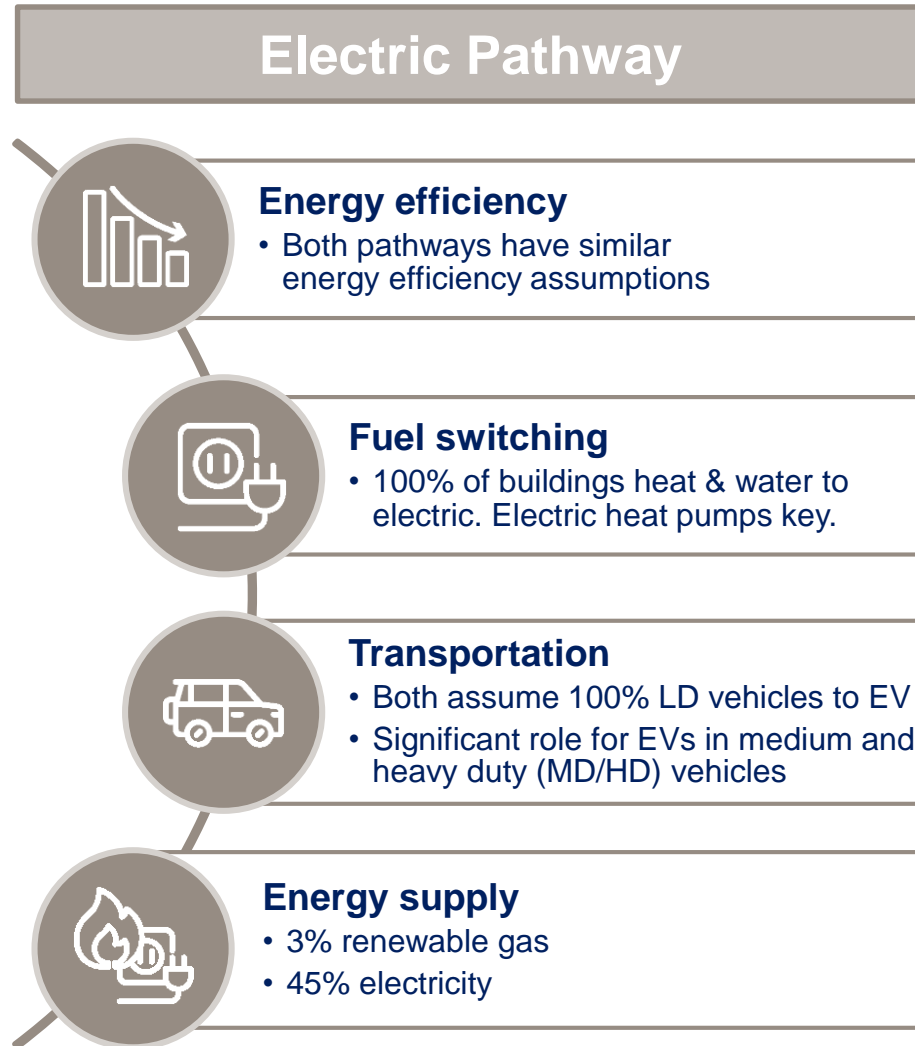 Electric Pathway
Energy efficiency
• Both pathways have similar
energy efficiency assumptions
Fuel switching
• 100% of buildings heat & water to
electric. Electric heat pumps key.
Transportation
• Both assume 100% LD vehicles to EV
• Significant role for EVs in medium and
heavy duty (MD/HD) vehicles
Energy supply
• 3% renewable gas
• 45% electricity